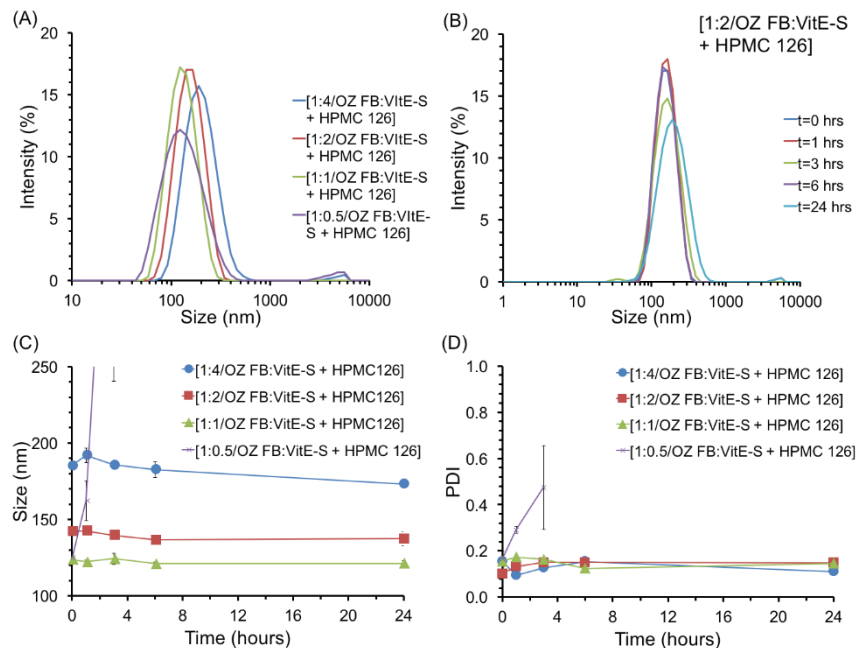 (A)
Intensity (%)
20
15
10
5
0
10
100
1000
10000
Size (nm)
[1:4/OZ FB:VItE-S
+ HPMC 126]
[1:2/OZ FB:VItE-S
+ HPMC 126]
[1:1/OZ FB:VItE-S
+ HPMC 126]
[1:0.5/OZ FB:VItE-
S + HPMC 126]
(B)
[1:2/OZ FB:VitE-S
+ HPMC 126]
Intensity (%)
20
15
10
5
0
1
10
100
1000
10000
Size (nm)
t=0 hrs
t=1 hrs
t=3 hrs
t=6 hrs
t=24 hrs
(C)
Size (nm)
250
200
150
100
0
4
8
12
16
20
24
Time (hours)
[1:4/OZ FB:VitE-S + HPMC126]
[1:2/OZ FB:VitE-S + HPMC126]
[1:1/OZ FB:VitE-S + HPMC126]
[1:0.5/OZ FB:VitE-S + HPMC 126]
(D)
PDI
1.0
0.8
0.6
0.4
0.2
0.0
0
4
8
12
16
20
24
Time (hours)
[1:4/OZ FB:VitE-S + HPMC 126]
[1:2/OZ FB:VitE-S + HPMC 126]
[1:1/OZ FB:VitE-S + HPMC 126]
[1:0.5/OZ FB:VitE-S + HPMC 126]